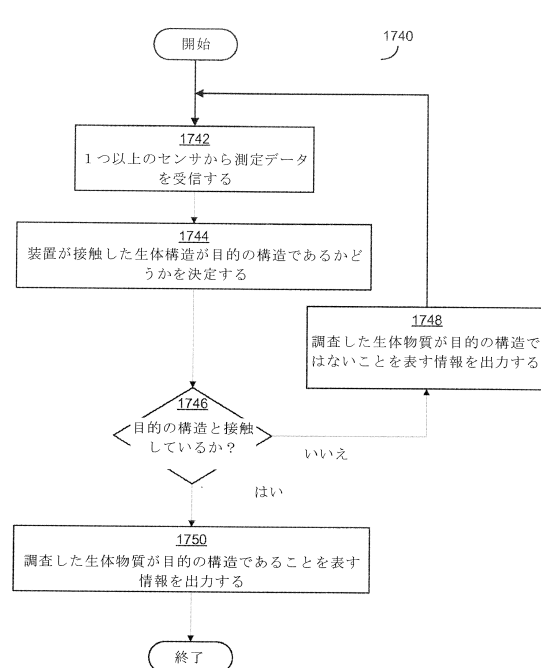 開始
1740
1742
１つ以上のセンサから測定データ
を受信する
1744
装置が接触した生体構造が目的の構造であるかど
うかを決定する
1748
調査した生体物質が目的の構造で
はないことを表す情報を出力する
1746
目的の構造と接触
しているか？
いいえ
はい
1750
調査した生体物質が目的の構造であることを表す
情報を出力する
終了